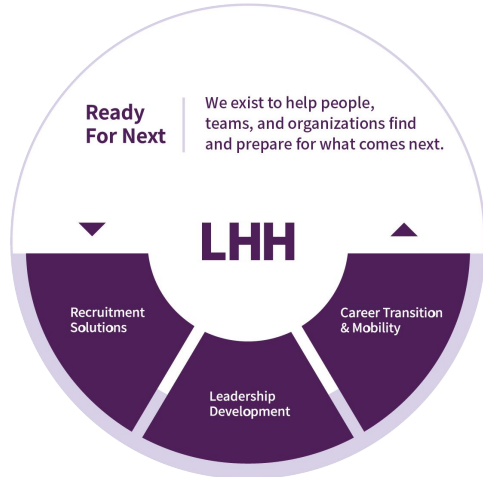 Ready
For Next
We exist to help people,
teams, and organizations find
and prepare for what comes next.
LHH
Recruitment
Solutions
Leadership
Development
Career Transition
& Mobility